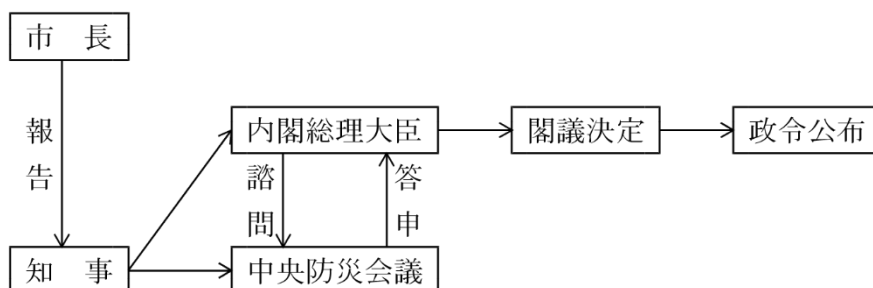 市　長
報告
内閣総理大臣
閣議決定
政令公布
諮問
答申
知　事
中央防災会議